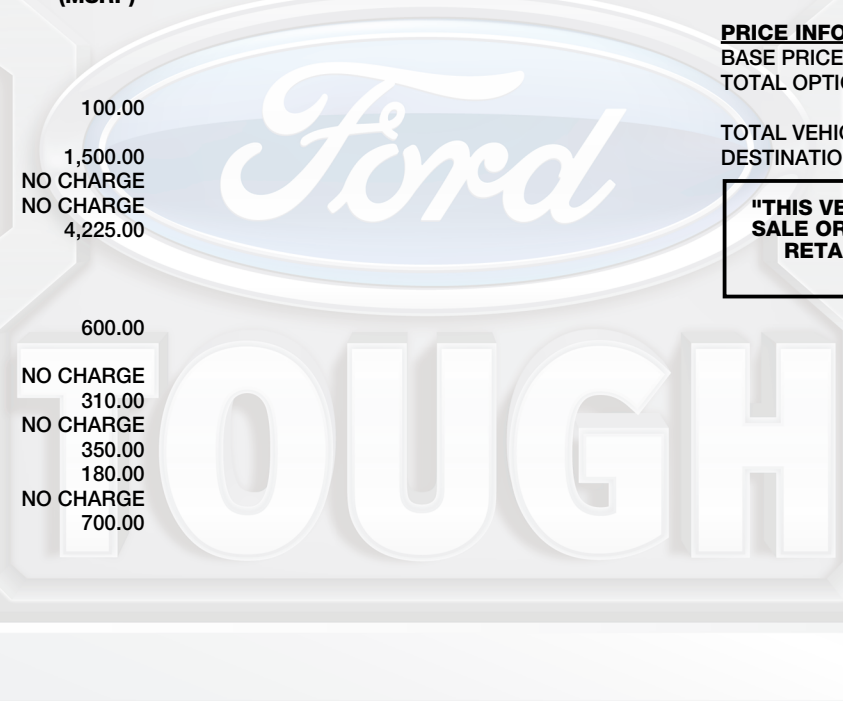 (MSRP)
100.00
1,500.00
NO CHARGE
NO CHARGE
4,225.00
600.00
NO CHARGE
310.00
NO CHARGE
350.00
180.00
NO CHARGE
700.00
PRICE INFO
BASE PRICE
TOTAL OPTI
TOTAL VEHI
DESTINATIO
"THIS VE
SALE OR
RETA
Ford
TOUGH